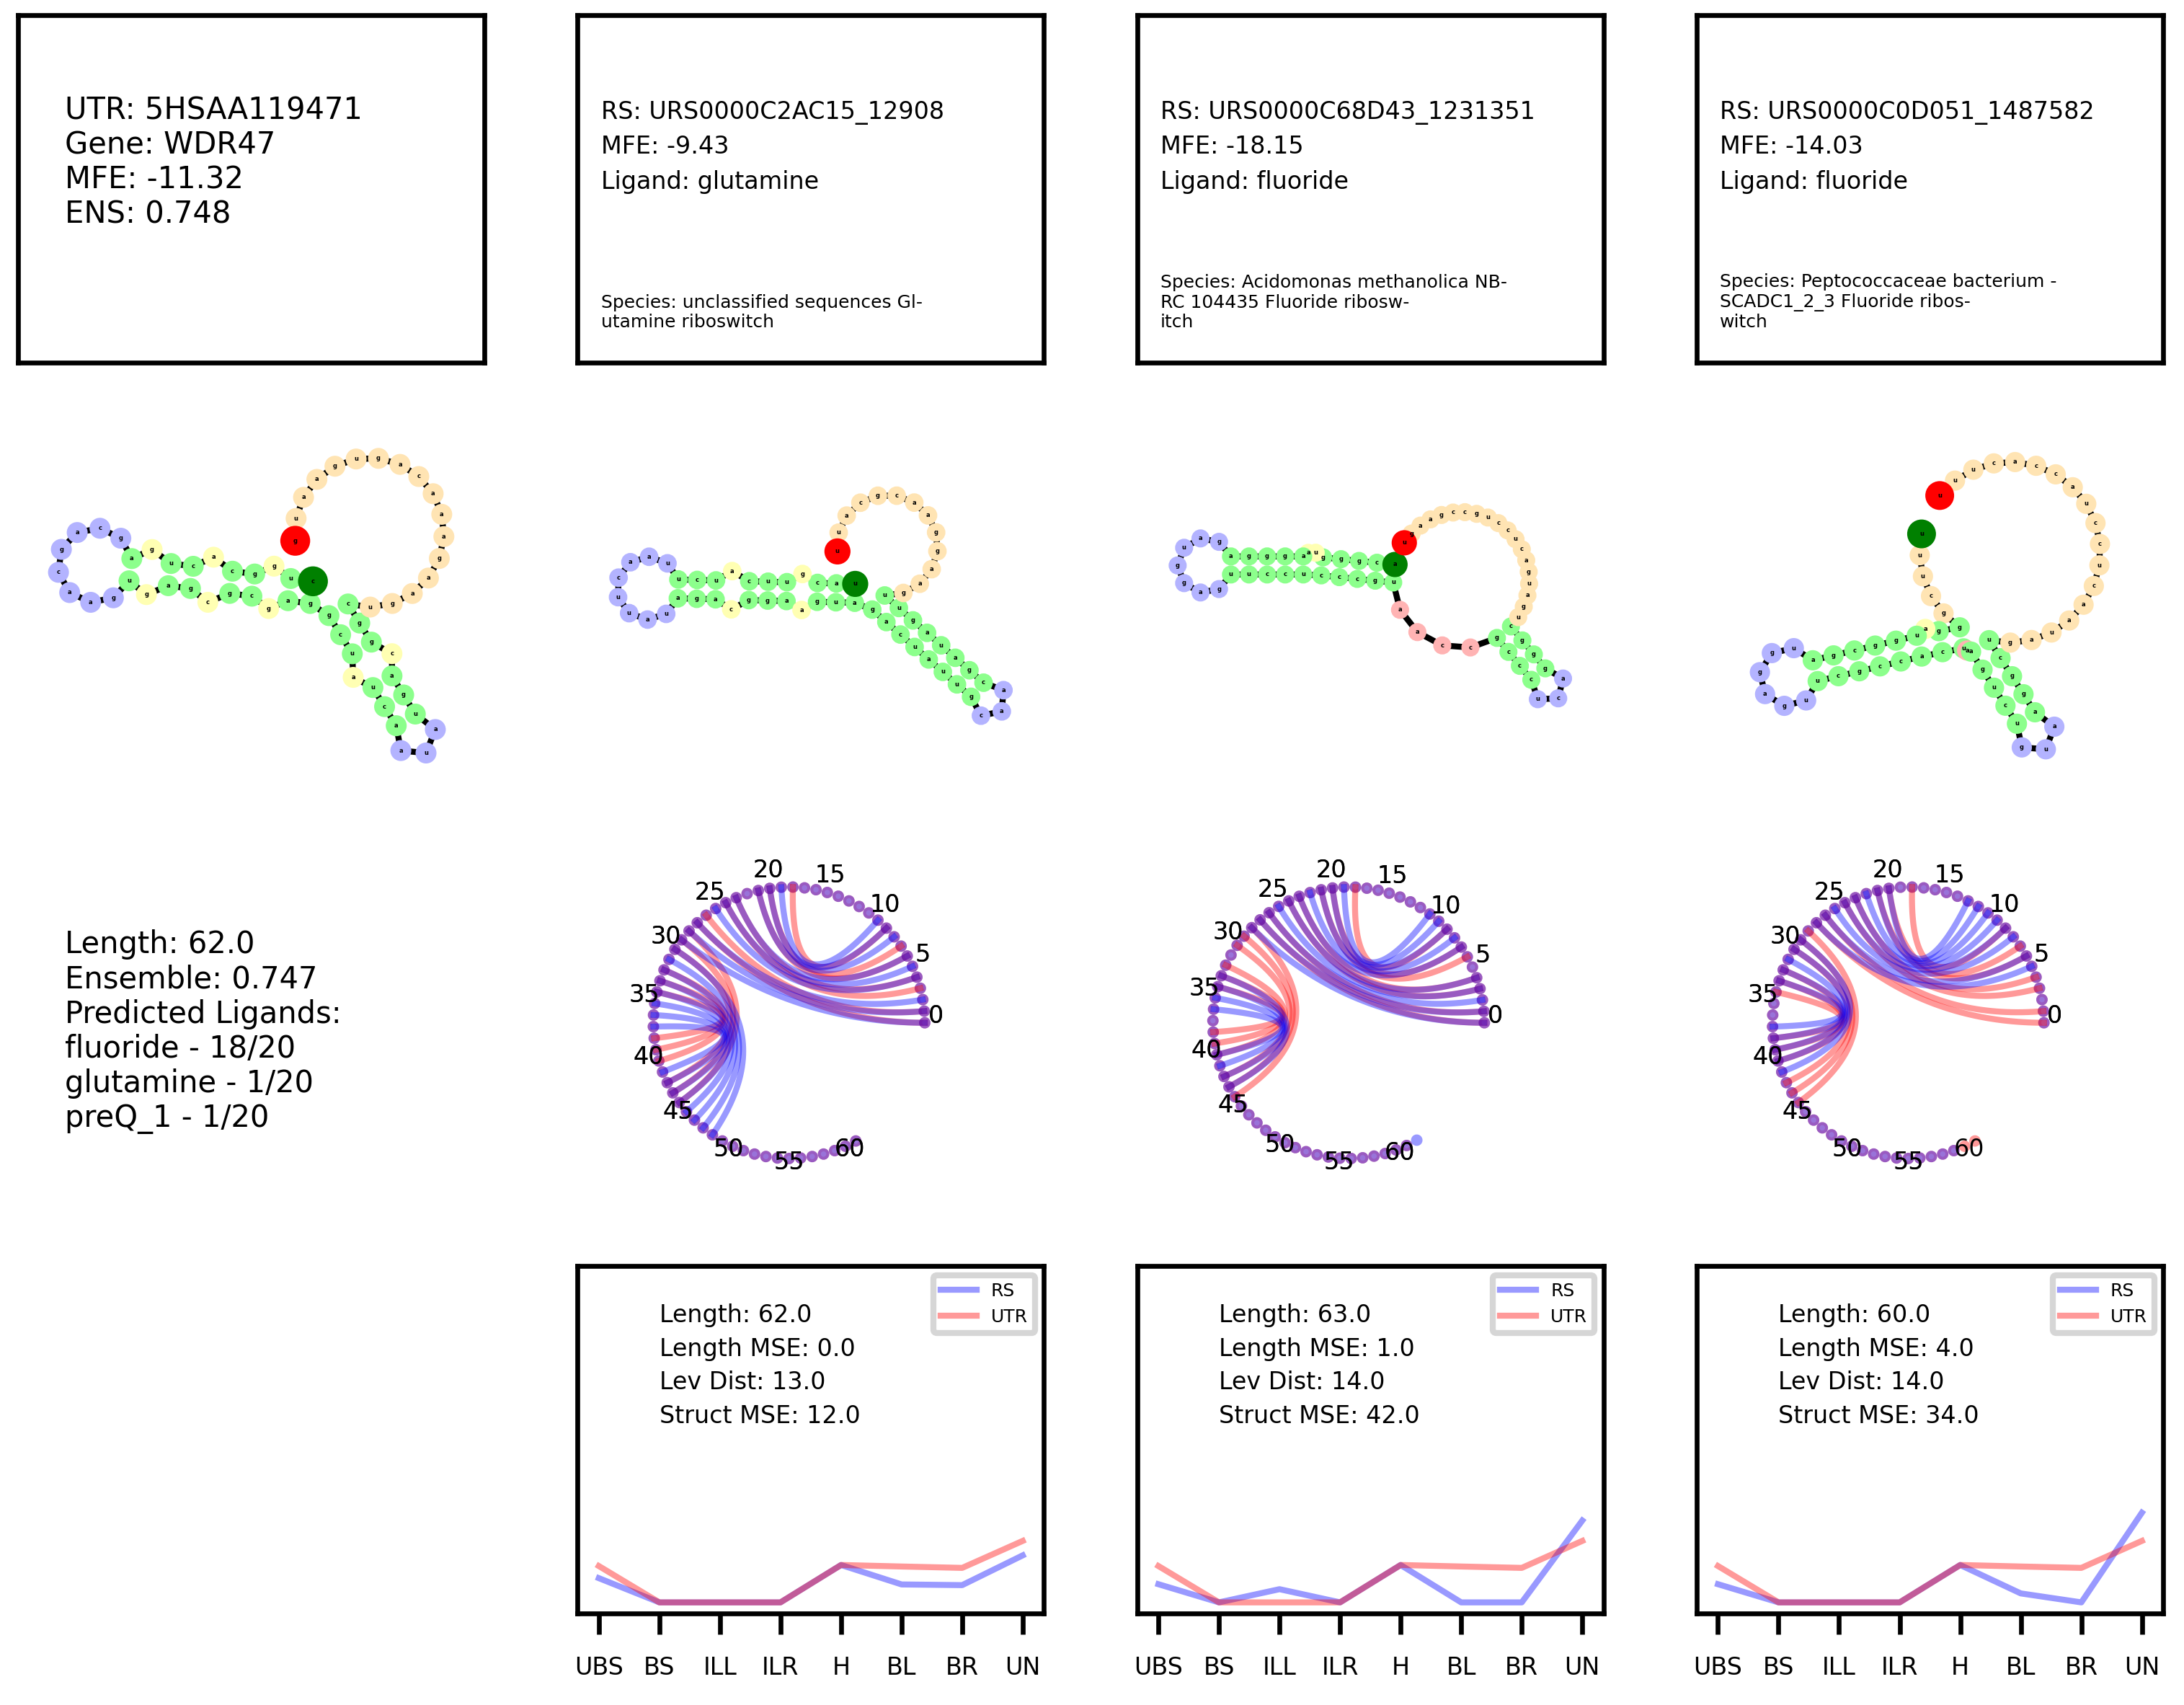 UTR: 5HSAA119471
Gene: WDR47
MFE: -11.32
ENS: 0.748
RS: URS0000C2AC15_12908
MFE: -9.43
Ligand: glutamine
Species: unclassified sequences Gl-
utamine riboswitch
RS: URS0000C68D43_1231351
MFE: -18.15
Ligand: fluoride
Species: Acidomonas methanolica NB-
RC 104435 Fluoride ribosw-
itch
RS: URS0000C0D051_1487582
MFE: -14.03
Ligand: fluoride
Species: Peptococcaceae bacterium -
SCADC1_2_3 Fluoride ribos-
witch
Length: 62.0
Ensemble: 0.747
Predicted Ligands:
fluoride - 18/20
glutamine - 1/20
preQ_1 - 1/20
0
5
10
15
20
25
30
35
40
45
50
55
60
0
5
10
15
20
25
30
35
40
45
50
55
60
0
5
10
15
20
25
30
35
40
45
50
55
60
RS
UTR
Length: 62.0
Length MSE: 0.0
Lev Dist: 13.0
Struct MSE: 12.0
UBS BS ILL ILR H BL BR UN
RS
UTR
Length: 63.0
Length MSE: 1.0
Lev Dist: 14.0
Struct MSE: 42.0
UBS BS ILL ILR H BL BR UN
RS
UTR
Length: 60.0
Length MSE: 4.0
Lev Dist: 14.0
Struct MSE: 34.0
UBS BS ILL ILR H BL BR UN